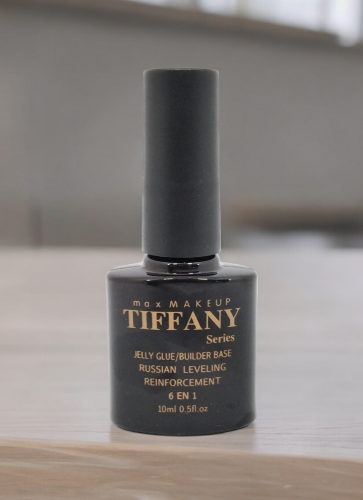 max MAKEUP
TIFFANY
Series
JELLY GLUE/BUILDER BASE
RUSSIAN LEVELING
REINFORCEMENT
6 EN 1
10ml 0.5fl.oz